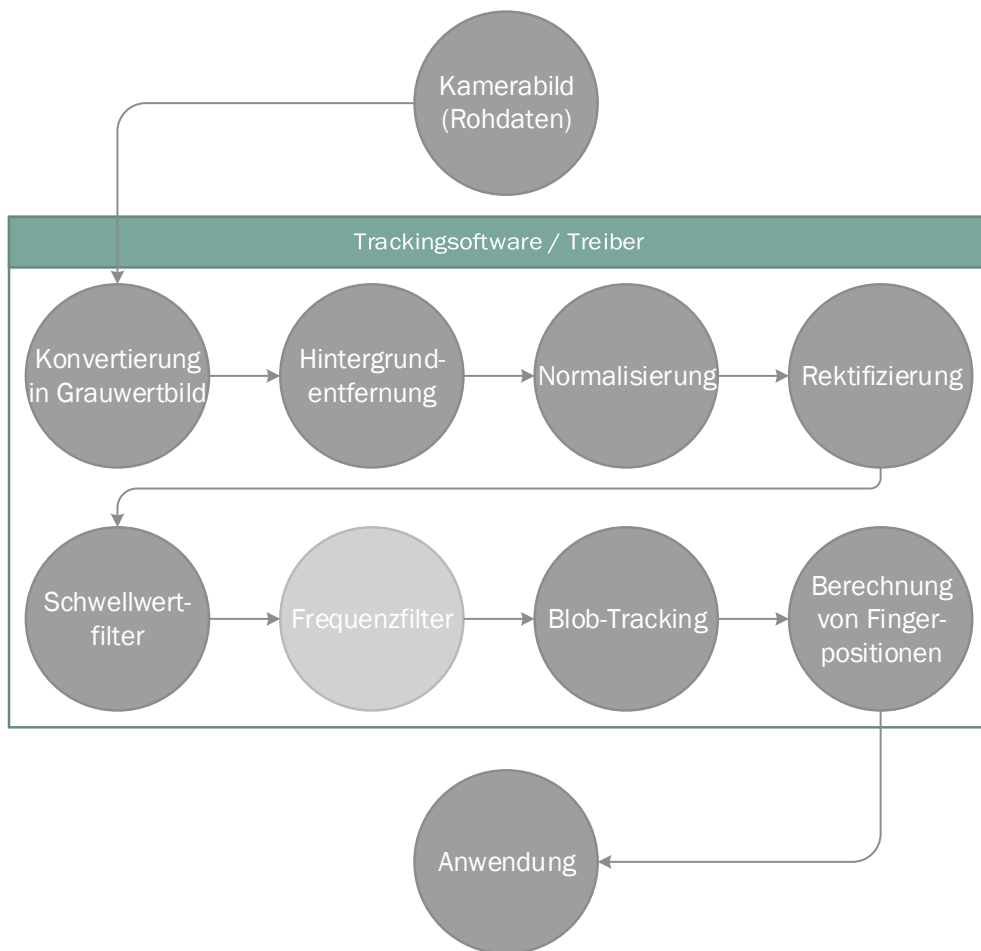 Kamerabild
(Rohdaten)
Trackingsoftware / Treiber
Konvertierung
in Grauwertbild
Hintergrund-
entfernung
Normalisierung
Rektifizierung
Schwellwert-
filter
Frequenzfilter
Blob-Tracking
Berechnung
von Finger-
positionen
Anwendung